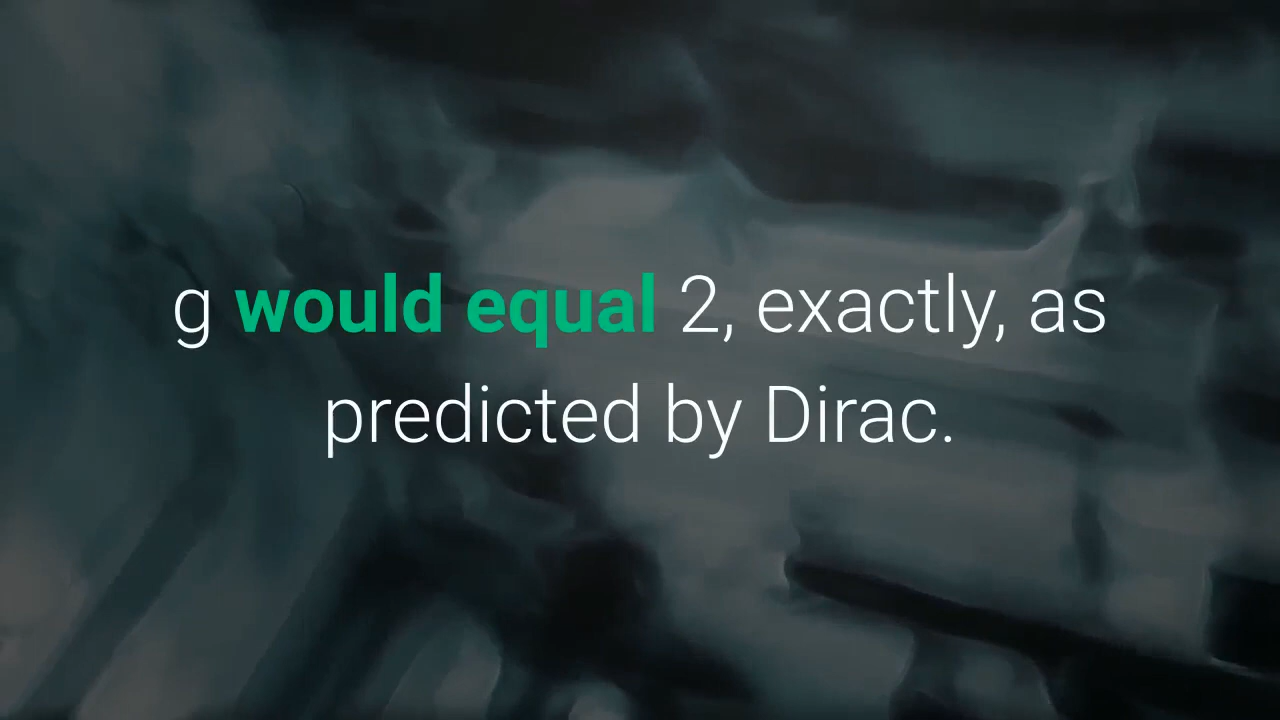 g would equal 2, exactly, as
predicted by Dirac.